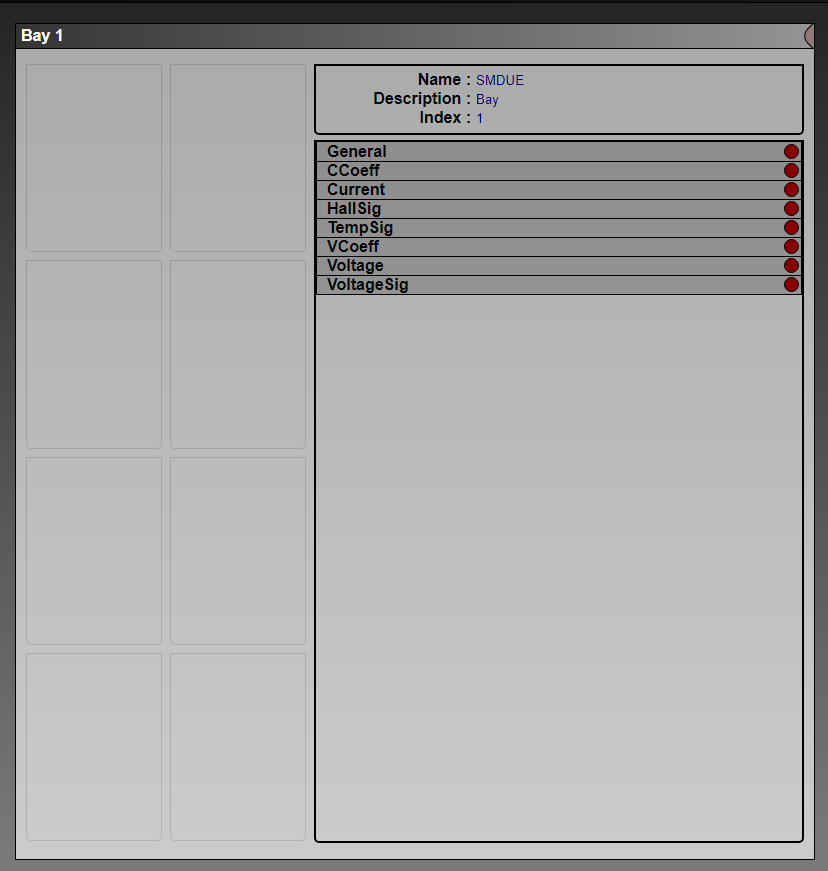 Bay 1
Name : SMDUE
Description : Bay
Index : 1
General
CCoeff
Current
HallSig
TempSig
VCoeff
Voltage
VoltageSig